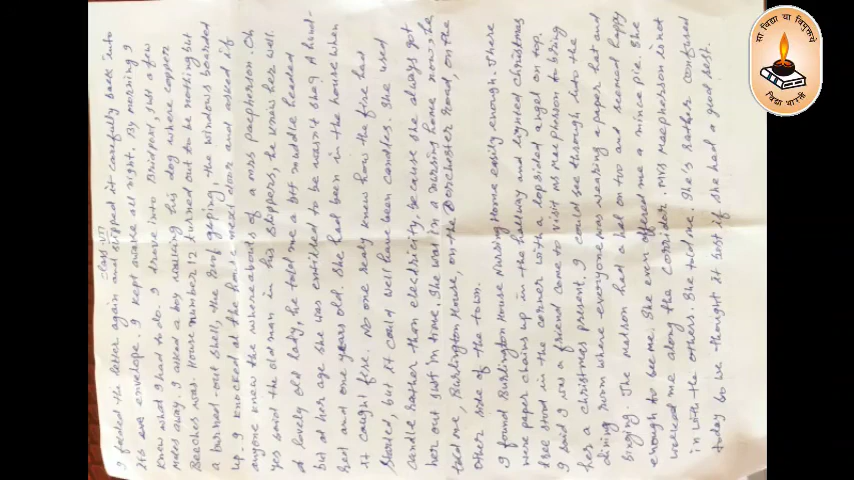 Class. VII
I folded the letter again and slipped it carefully back into
its envelope. I kept awake all night. By morning I
knew what I had to do. I drove into Bridport, just a few
miles away. I asked a boy walking his dog where copper
Beeches was. House number 12 turned out to be nothing but
a burned-out shell, the roof gaping, the windows boarded
up. I knocked at the house next door and asked if
anyone knew the whereabouts of a Mrs Macpherson. Oh
yes said the old man in his slippers, he knew her well.
A lovely old lady, he told me a bit muddle headed
but at her age she was entitled to be wasn't she? A hund-
red and one years old. She had been in the house when
it caught fire. No one realy knew how the fire had
started, but it could well have been candles. She used
candle rather than electricity, because she always got
her out just in time. She was in a nursing home now, he
told me, Burlington House, on the Dorchester road, on the
other side of the town.
I found Burlington House Nursing Home easily enough. There
were paper chains up in the hallway and lighted christmas
tree stood in the corner with a lopsided angel on top.
I said I was a friend come to visit Ms Macpherson to bring
her a christmas present. I could see through into the
dining room where everyone was wearing a paper hat and
singing. The matron had a hat on too and seemed happy
enough to see me. She even offered me a mince pie. She
walked me along the corridor. Mrs Macpherson is not
in with the others. She told me. She's rather confused
today so we thought it best if she had a good rest.
सा विद्या या विमुक्तये
विद्या भारती